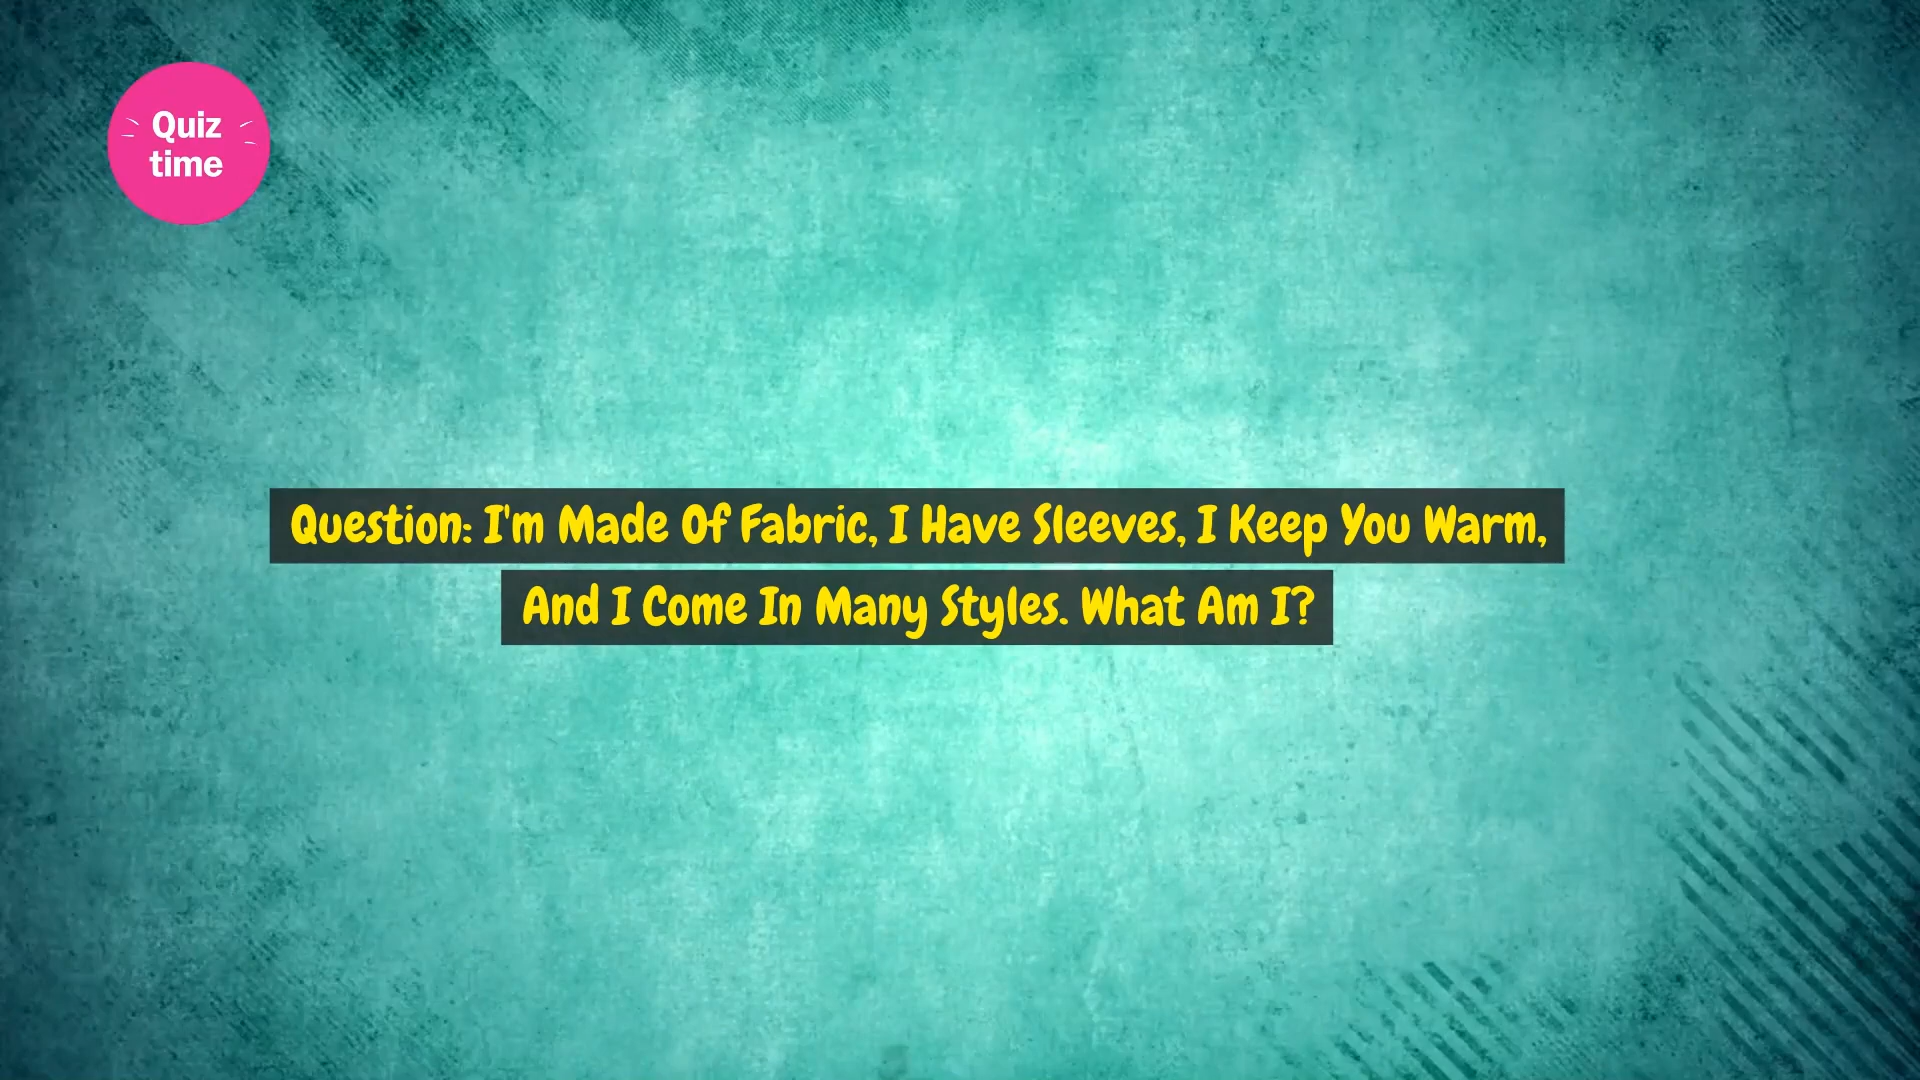 Quiz
time
Question: I'm Made Of Fabric, I Have Sleeves, I Keep You Warm,
And I Come In Many Styles. What Am I?